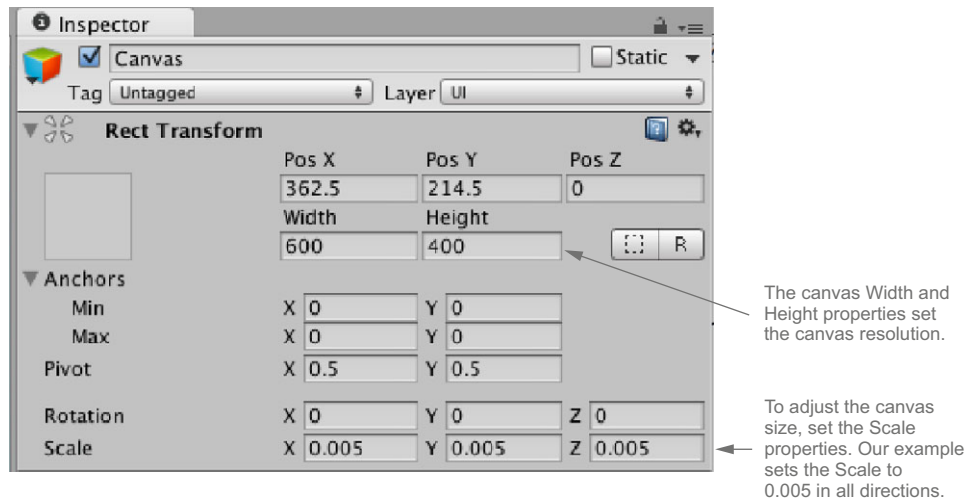 Inspector
Canvas
Static
Tag Untagged Layer UI
Rect Transform
Pos X Pos Y Pos Z
362.5 214.5 0
Width Height
600 400
R
Anchors
Min X 0 Y 0
Max X 0 Y 0
Pivot X 0.5 Y 0.5
Rotation X 0 Y 0 Z 0
Scale X 0.005 Y 0.005 Z 0.005
The canvas Width and
Height properties set
the canvas resolution.
To adjust the canvas
size, set the Scale
properties. Our example
sets the Scale to
0.005 in all directions.